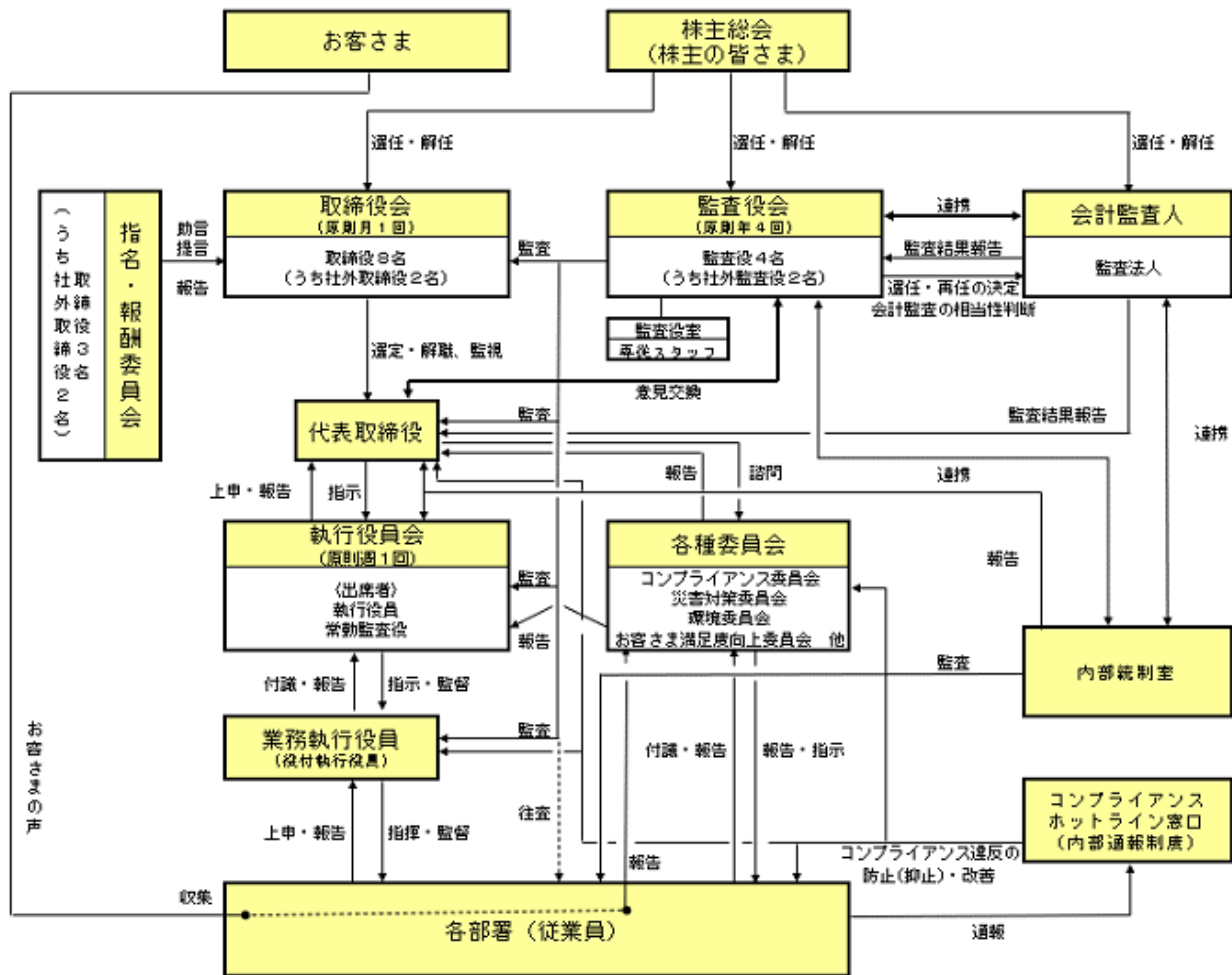 お客さま
株主総会
(株主の皆さま)
選任・解任
選任・解任
選任・解任
指名・報酬委員会
取締役3名
(うち社外取締役2名)
助言
提言
報告
取締役会
(原則月1回)
取締役8名
(うち社外取締役2名)
監査
監査役会
(原則年4回)
監査役4名
(うち社外監査役2名)
連携
監査結果報告
選任・再任の決定
会計監査の相当性判断
会計監査人
監査法人
監査役室
専従スタッフ
選定・解職、監視
意見交換
代表取締役
監査
監査結果報告
連携
報告
諮問
連携
上申・報告
指示
執行役員会
(原則週1回)
〈出席者〉
執行役員
常勤監査役
監査
報告
各種委員会
コンプライアンス委員会
災害対策委員会
環境委員会
お客さま満足度向上委員会 他
報告
監査
内部統制室
付議・報告
指示・監督
業務執行役員
(役付執行役員)
監査
付議・報告
報告・指示
お客さまの声
往査
上申・報告
指揮・監督
コンプライアンス
ホットライン窓口
(内部通報制度)
報告
コンプライアンス違反の
防止(抑止)・改善
収集
各部署(従業員)
通報